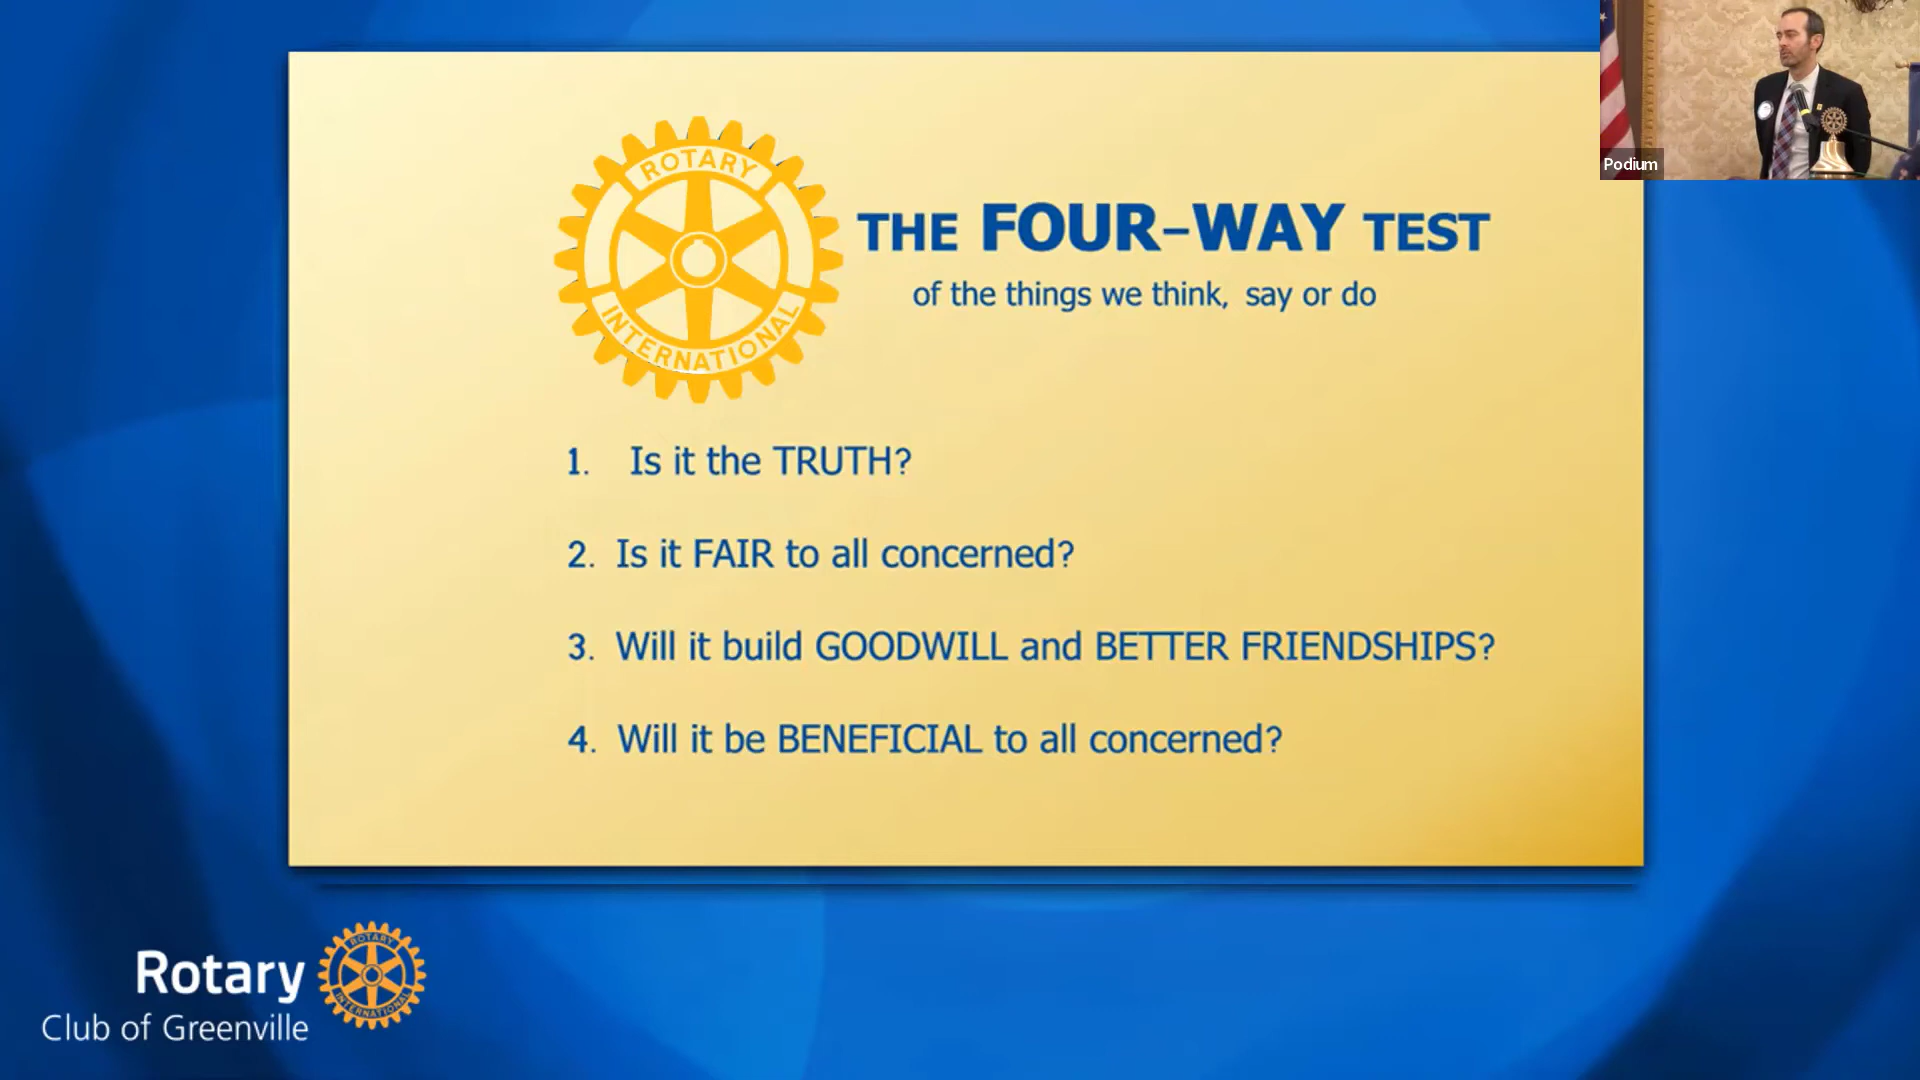 ROTARY
INTERNATIONAL
THE FOUR-WAY TEST
of the things we think, say or do
1. Is it the TRUTH?
2. Is it FAIR to all concerned?
3. Will it build GOODWILL and BETTER FRIENDSHIPS?
4. Will it be BENEFICIAL to all concerned?
Podium
Rotary
Club of Greenville
ROTARY
INTERNATIONAL